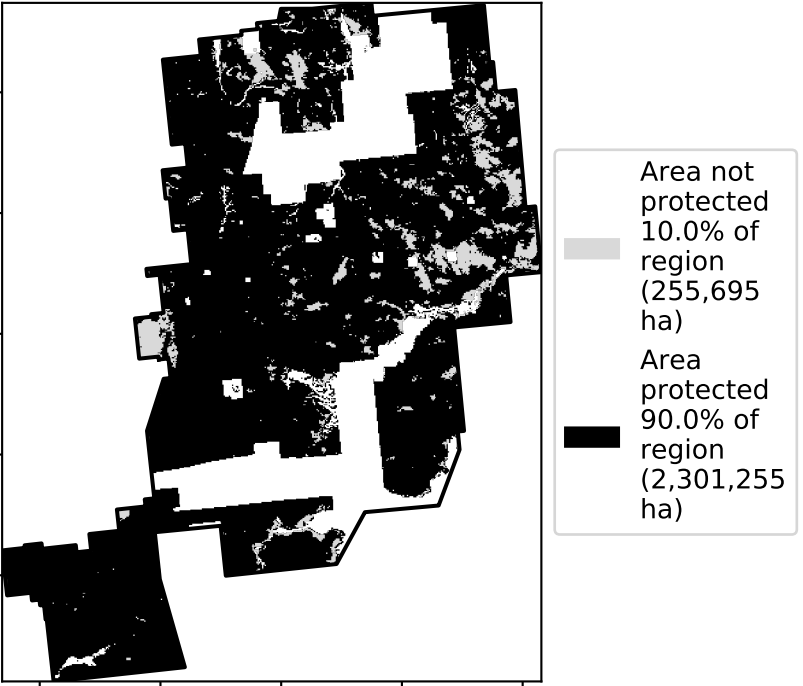 Area not
protected
10.0% of
region
(255,695
ha)
Area
protected
90.0% of
region
(2,301,255
ha)